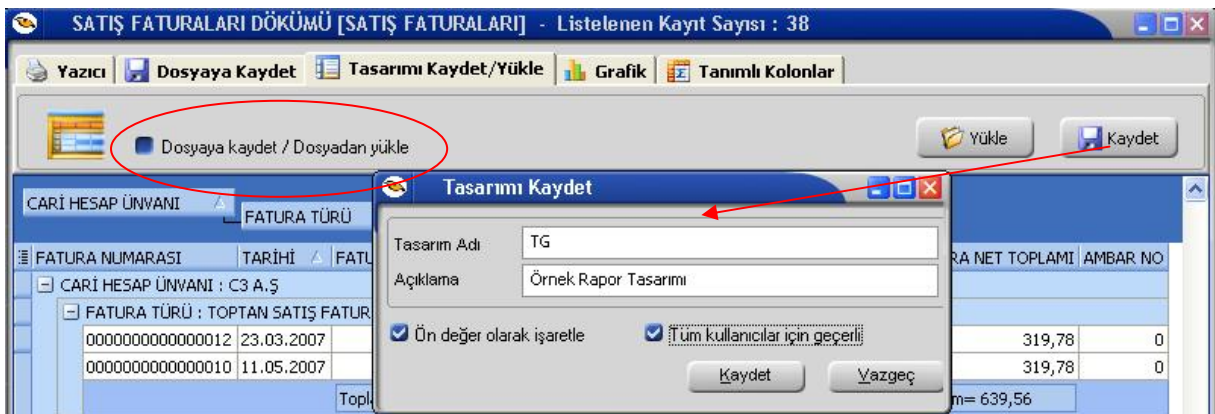 SATIŞ FATURALARI DÖKÜMÜ [SATIŞ FATURALARI] - Listelenen Kayıt Sayısı : 38
Yazıcı Dosyaya Kaydet Tasarımı Kaydet/Yükle Grafik Tanımlı Kolonlar
Dosyaya kaydet / Dosyadan yükle Yükle Kaydet
Tasarımı Kaydet
CARİ HESAP ÜNVANI
FATURA TÜRÜ
Tasarım Adı TG
FATURA NUMARASI TARİHİ FATU RA NET TOPLAMI AMBAR NO
Açıklama Örnek Rapor Tasarımı
CARİ HESAP ÜNVANI : C3 A.Ş
FATURA TÜRÜ : TOPTAN SATIŞ FATUR
Ön değer olarak işaretle Tüm kullanıcılar için geçerli
0000000000000012 23.03.2007 319,78 0
0000000000000010 11.05.2007 319,78 0
Kaydet Vazgeç
Topl m= 639,56